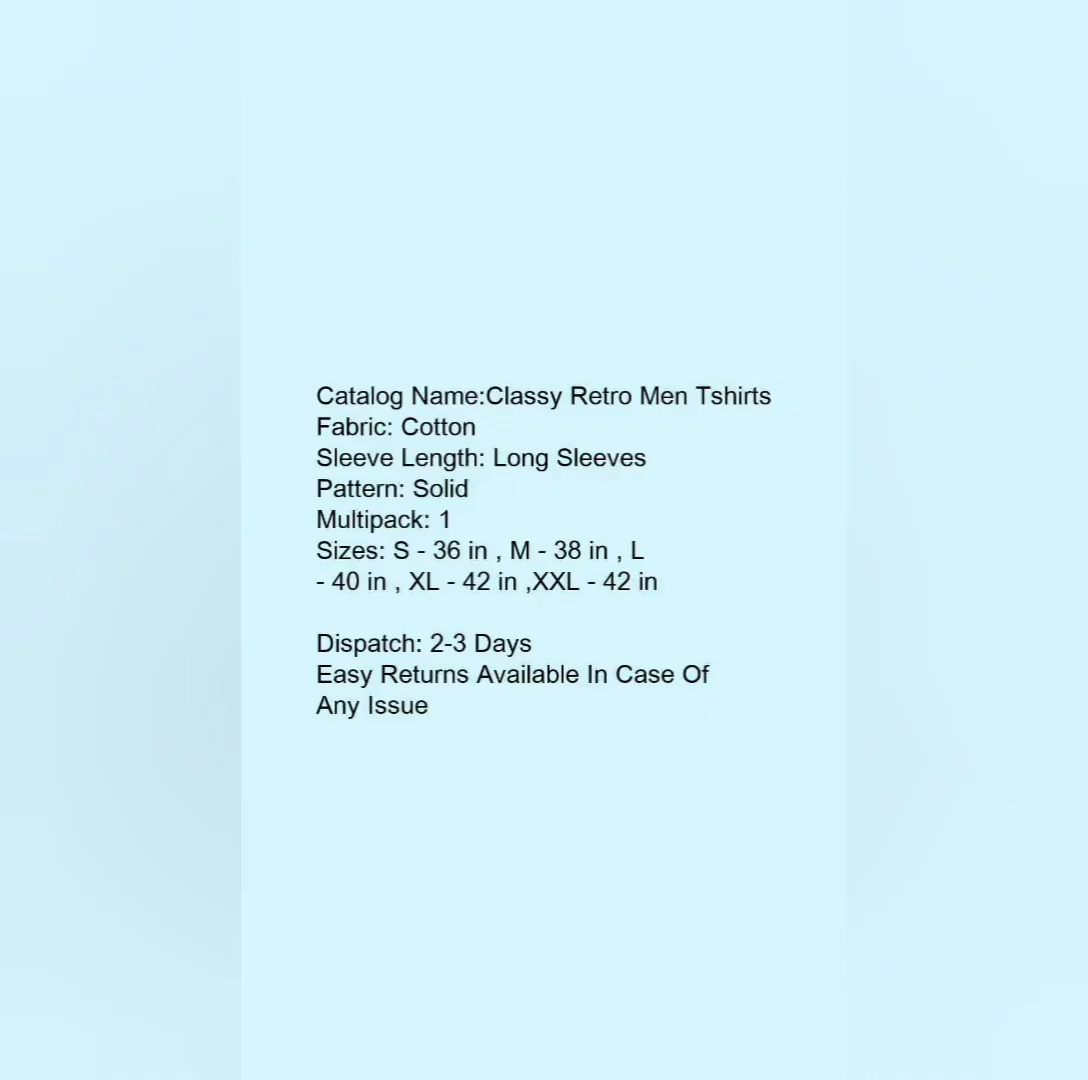 Catalog Name:Classy Retro Men Tshirts
Fabric: Cotton
Sleeve Length: Long Sleeves
Pattern: Solid
Multipack: 1
Sizes: S - 36 in , M - 38 in , L
- 40 in , XL - 42 in ,XXL - 42 in
Dispatch: 2-3 Days
Easy Returns Available In Case Of
Any Issue